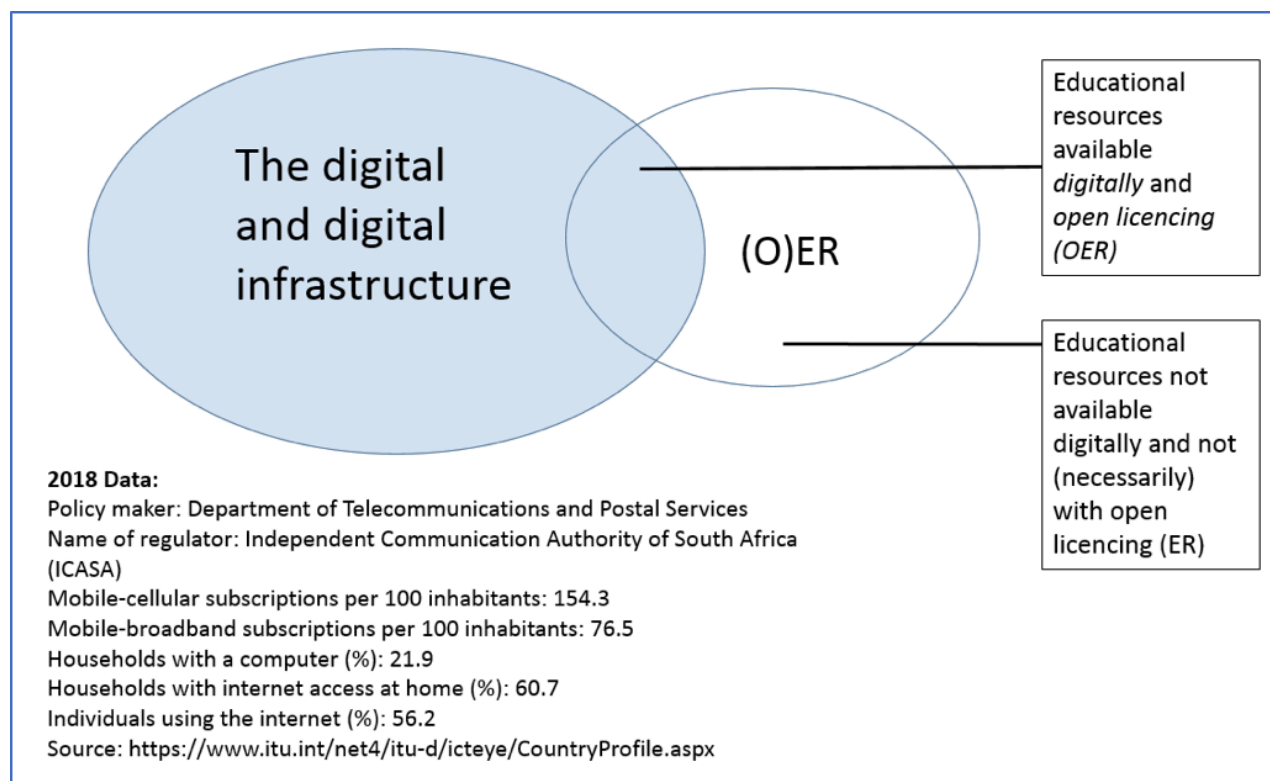 The digital
and digital
infrastructure
(O)ER
Educational
resources
available
digitally and
open licencing
(OER)
Educational
resources not
available
digitally and not
(necessarily)
with open
licencing (ER)
2018 Data:
Policy maker: Department of Telecommunications and Postal Services
Name of regulator: Independent Communication Authority of South Africa
(ICASA)
Mobile-cellular subscriptions per 100 inhabitants: 154.3
Mobile-broadband subscriptions per 100 inhabitants: 76.5
Households with a computer (%): 21.9
Households with internet access at home (%): 60.7
Individuals using the internet (%): 56.2
Source: https://www.itu.int/net4/itu-d/icteye/CountryProfile.aspx